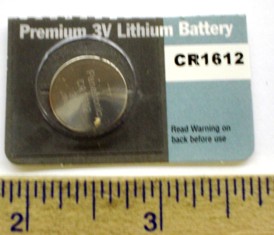 Premium 3V Lithium Battery
CR1612
Read Warning on
back before use
2
3